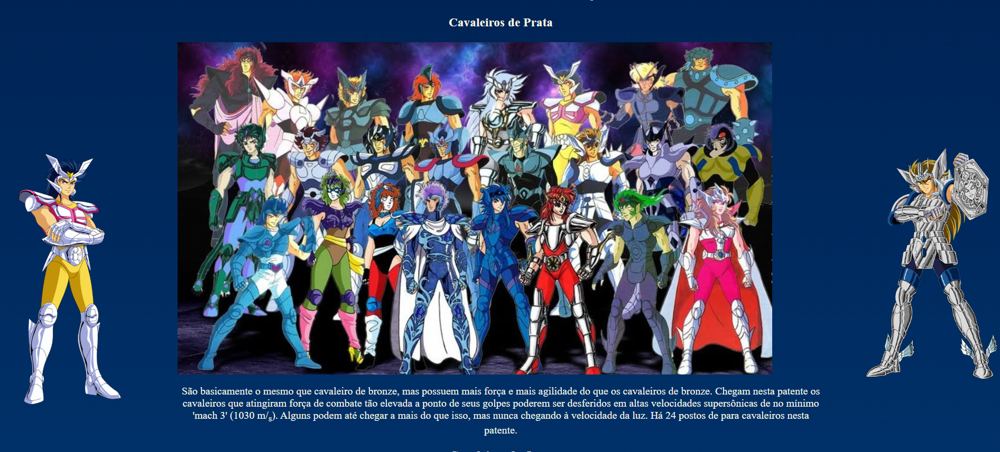 Cavaleiros de Prata
São basicamente o mesmo que cavaleiro de bronze, mas possuem mais força e mais agilidade do que os cavaleiros de bronze. Chegam nesta patente os
cavaleiros que atingiram força de combate tão elevada a ponto de seus golpes poderem ser desferidos em altas velocidades supersônicas de no mínimo
'mach 3' (1030 m/s). Alguns podem até chegar a mais do que isso, mas nunca chegando à velocidade da luz. Há 24 postos de para cavaleiros nesta
patente.